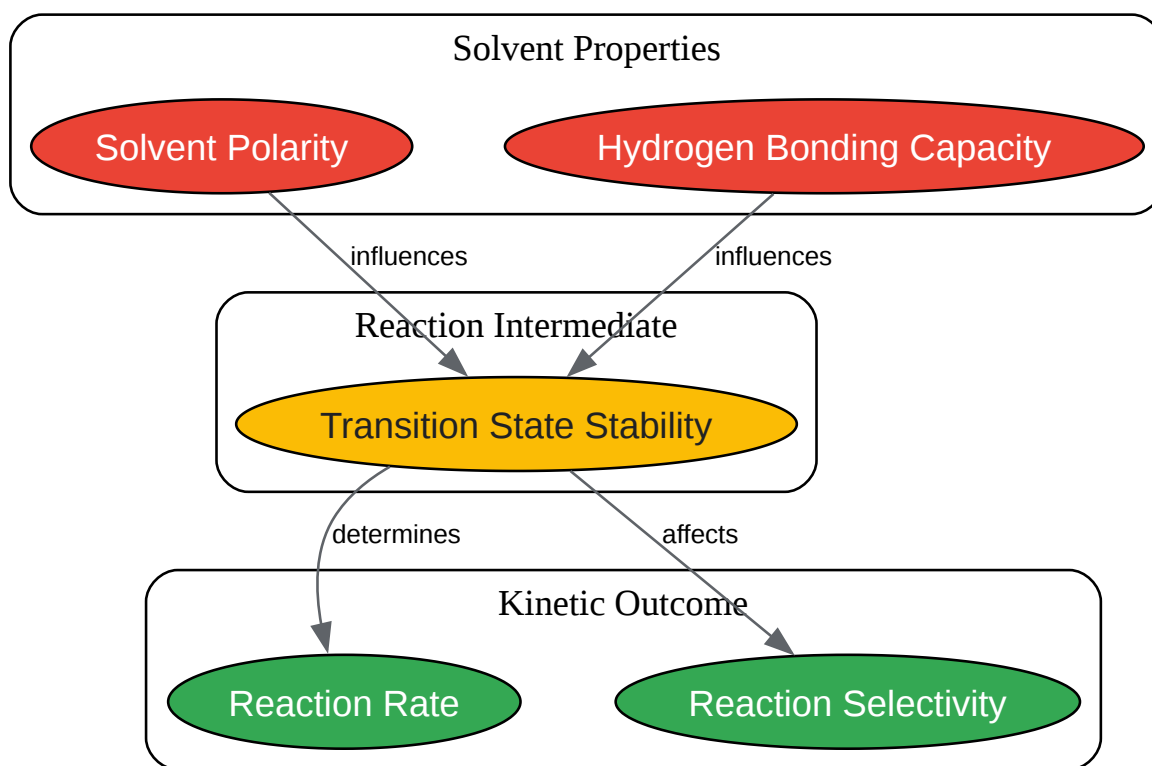 Solvent Properties
Solvent Polarity
Hydrogen Bonding Capacity
influences
influences
Reaction Intermediate
Transition State Stability
determines
affects
Kinetic Outcome
Reaction Rate
Reaction Selectivity